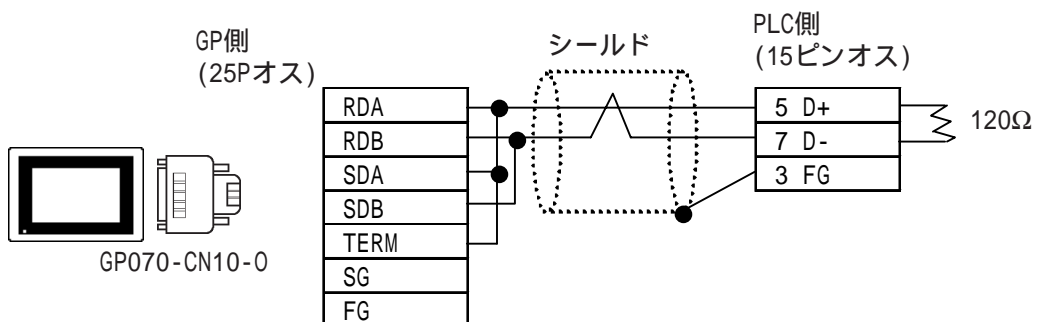 GP側
(25Pオス)
シールド
PLC側
(15ピンオス)
RDA
RDB
SDA
SDB
TERM
SG
FG
5 D+
7 D-
3 FG
120Ω
GP070-CN10-O